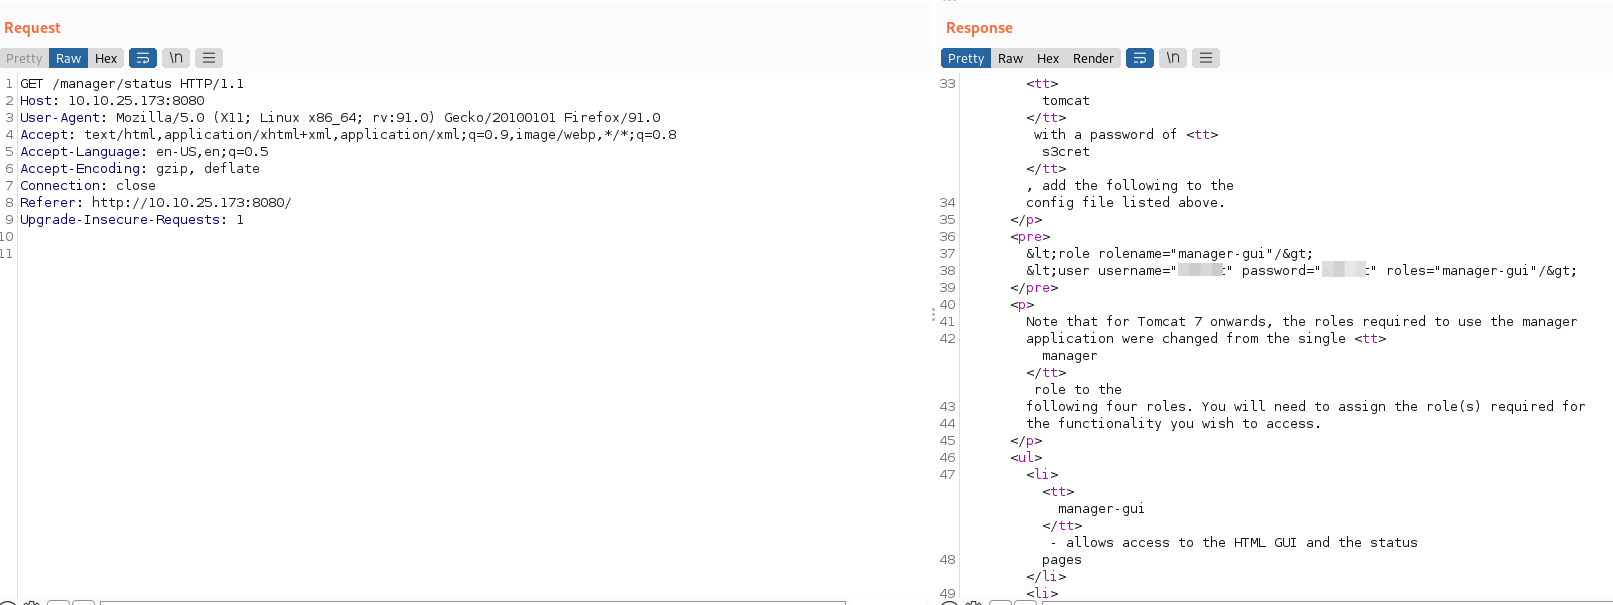 Request
Pretty Raw Hex \n
1 GET /manager/status HTTP/1.1
2 Host: 10.10.25.173:8080
3 User-Agent: Mozilla/5.0 (X11; Linux x86_64; rv:91.0) Gecko/20100101 Firefox/91.0
4 Accept: text/html,application/xhtml+xml,application/xml;q=0.9,image/webp,*/*;q=0.8
5 Accept-Language: en-US,en;q=0.5
6 Accept-Encoding: gzip, deflate
7 Connection: close
8 Referer: http://10.10.25.173:8080/
9 Upgrade-Insecure-Requests: 1
10
11
Response
Pretty Raw Hex Render \n
33 <tt>
tomcat
</tt>
with a password of <tt>
s3cret
</tt>
, add the following to the
34 config file listed above.
35 </p>
36 <pre>
37 &lt;role rolename="manager-gui"/&gt;
38 &lt;user username=" " password=" " roles="manager-gui"/&gt;
39 </pre>
40 <p>
41 Note that for Tomcat 7 onwards, the roles required to use the manager
42 application were changed from the single <tt>
manager
</tt>
role to the
43 following four roles. You will need to assign the role(s) required for
44 the functionality you wish to access.
45 </p>
46 <ul>
47 <li>
<tt>
manager-gui
</tt>
- allows access to the HTML GUI and the status
48 pages
</li>
49 <li>